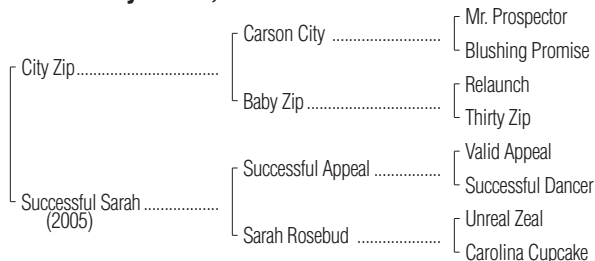 Mr. Prospector
Carson City
Blushing Promise
City Zip
Relaunch
Baby Zip
Thirty Zip
Valid Appeal
Successful Appeal
Successful Dancer
Successful Sarah
(2005)
Unreal Zeal
Sarah Rosebud
Carolina Cupcake